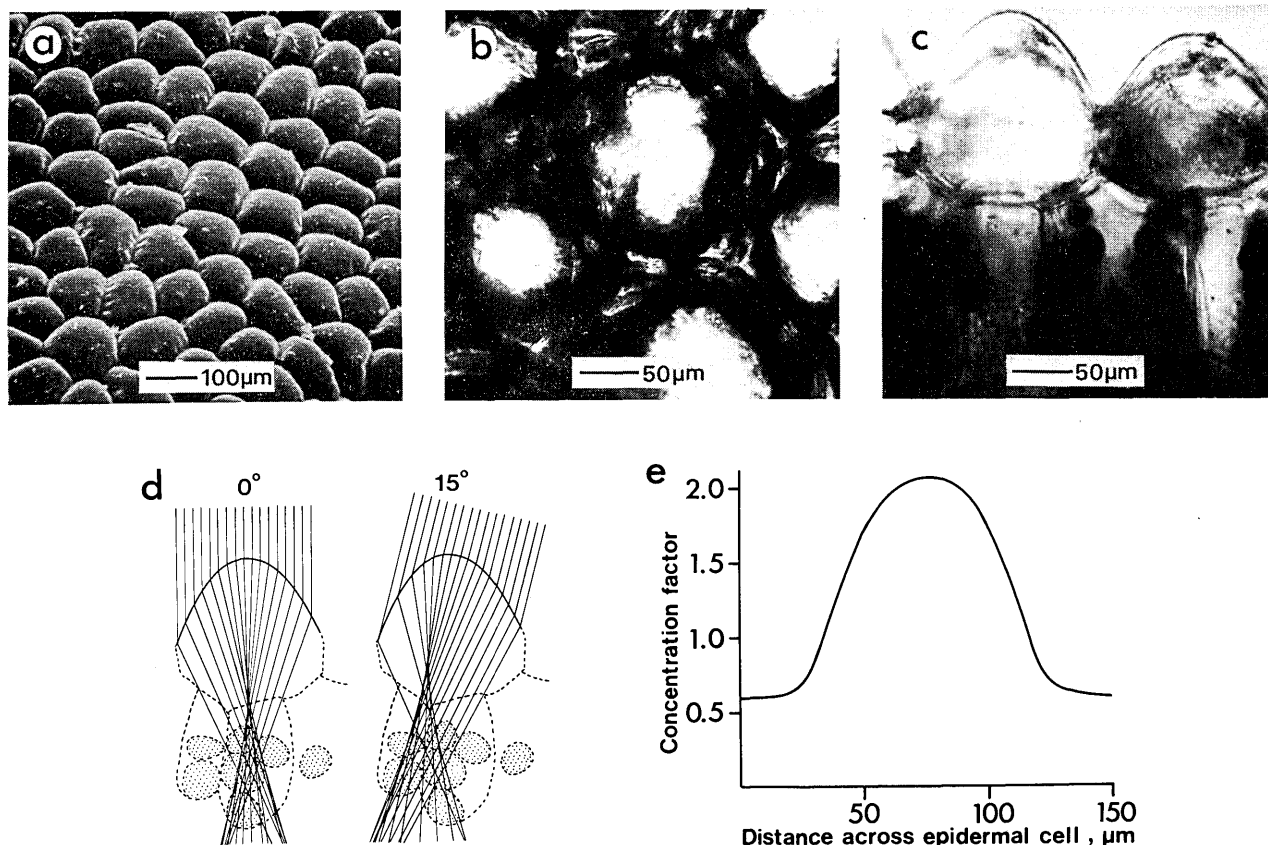 a
100μm
b
50μm
c
50μm
d
0°
15°
e
Concentration factor
2.0
1.5
1.0
0.5
50
100
150
Distance across epidermal cell , μm